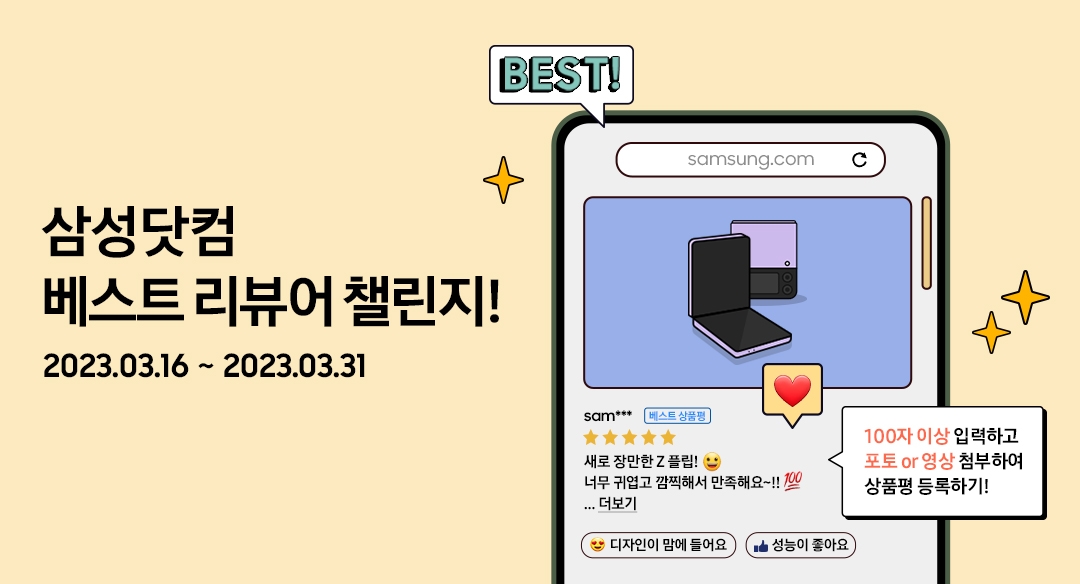 BEST!
samsung.com
삼성닷컴
베스트 리뷰어 챌린지!
2023.03.16 ~ 2023.03.31
sam*** 베스트 상품평
새로 장만한 Z 플립! 😀
너무 귀엽고 깜찍해서 만족해요~!! 💯
... 더보기
😍 디자인이 맘에 들어요 👍 성능이 좋아요
100자 이상 입력하고
포토 or 영상 첨부하여
상품평 등록하기!